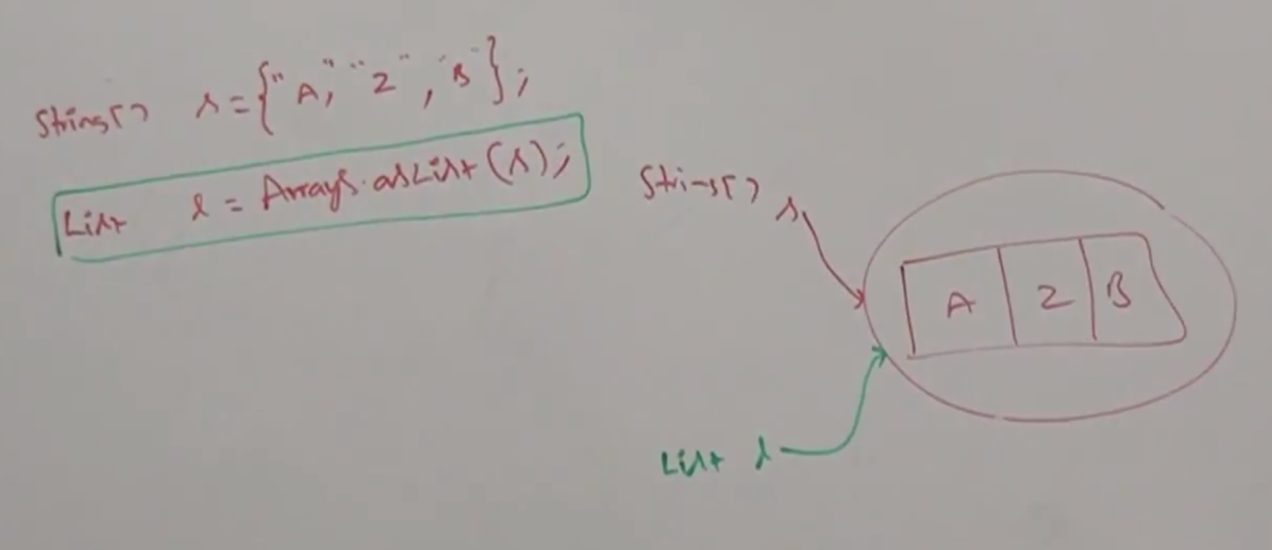 String[] s = {"A", "Z", "B"};
List l = Arrays.asList(s);
String[] s
A Z B
List l